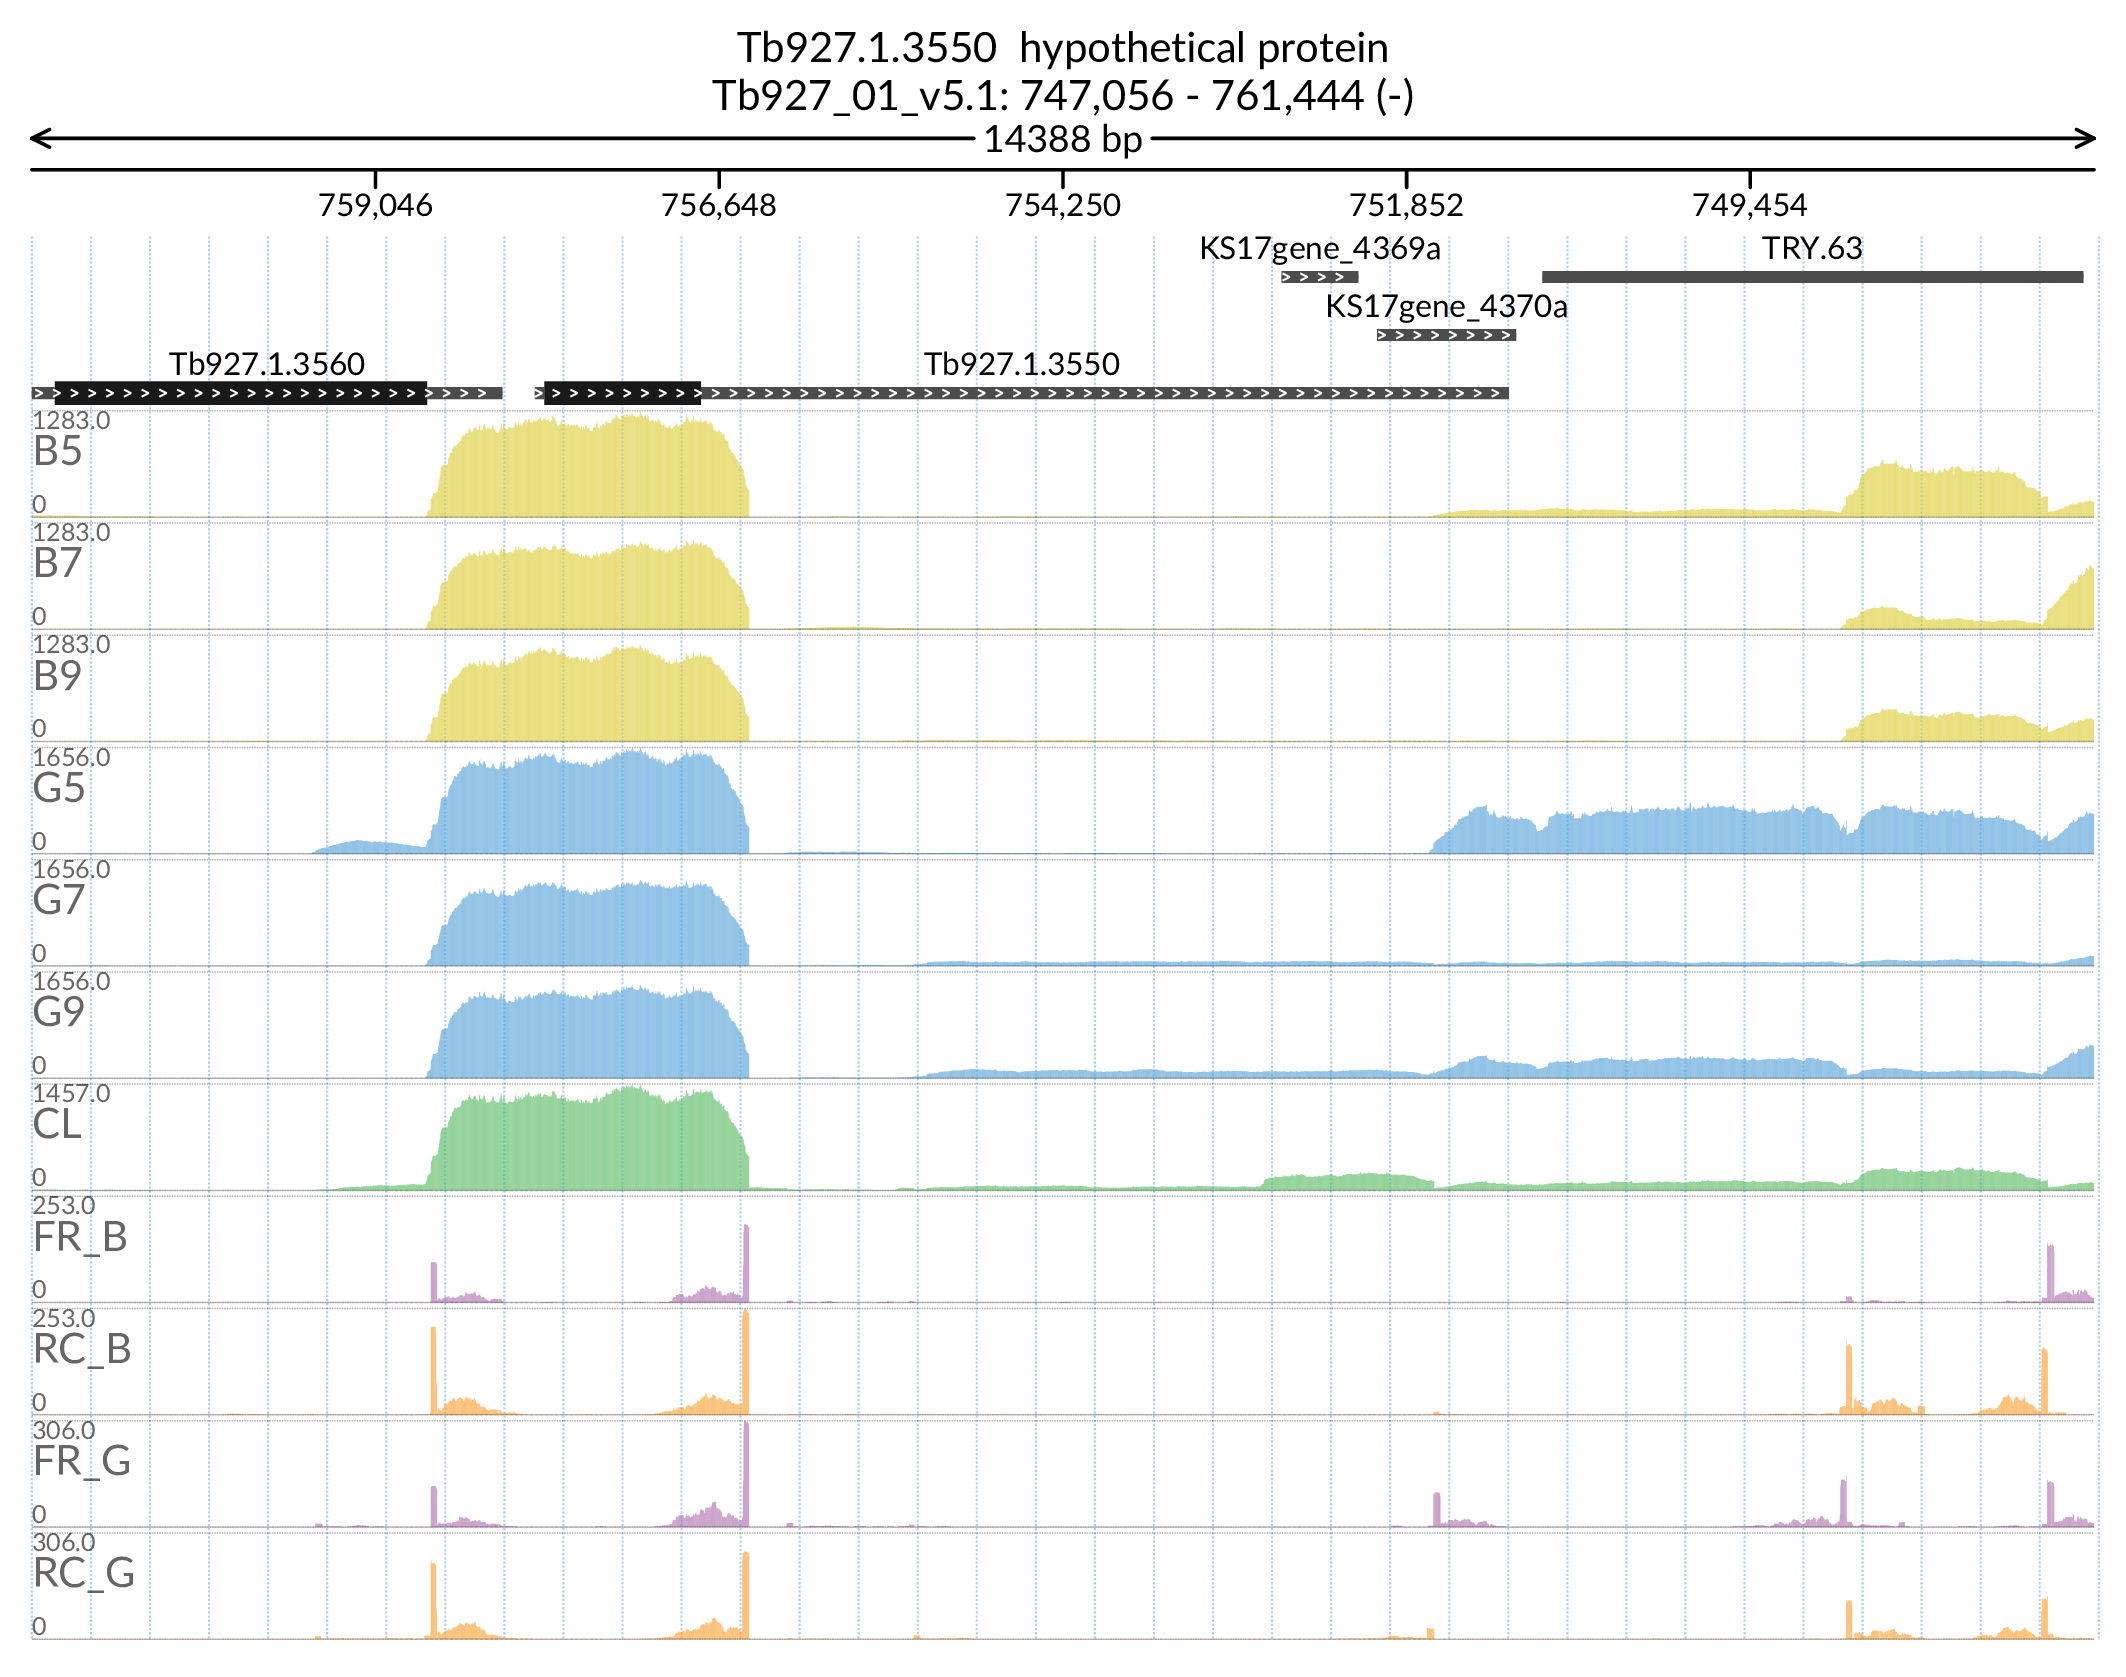 Tb927.1.3550 hypothetical protein
Tb927_01_v5.1: 747,056 - 761,444 (-)
14388 bp
759,046 756,648 754,250 751,852 749,454
KS17gene_4369a TRY.63
KS17gene_4370a
Tb927.1.3560 Tb927.1.3550
1283.0
B5
0
1283.0
B7
0
1283.0
B9
0
1656.0
G5
0
1656.0
G7
0
1656.0
G9
0
1457.0
CL
0
253.0
FR_B
0
253.0
RC_B
0
306.0
FR_G
0
306.0
RC_G
0